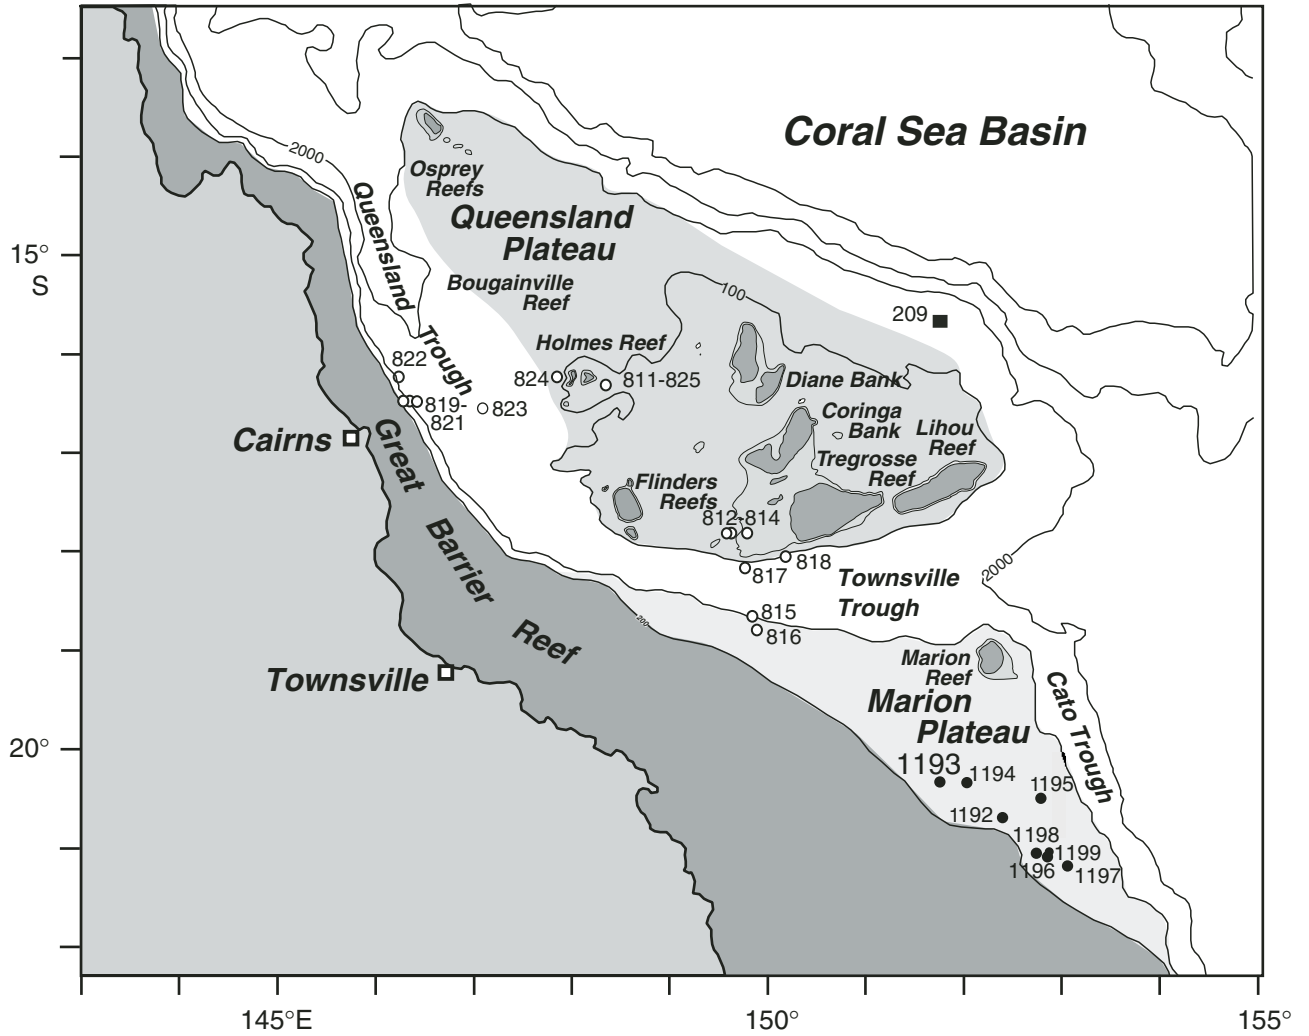 Coral Sea Basin
2000
Osprey
Reefs
Queensland
Trough
Queensland
Plateau
15°
S
Bougainville
Reef
100
209
Holmes Reef
822
824
811-825
Diane Bank
819-
821
823
Coringa
Bank
Lihou
Reef
Cairns
Great
Barrier
Reef
Tregrosse
Reef
Flinders
Reefs
812-814
818
817
2000
Townsville
Trough
815
816
200
Marion
Reef
Townsville
Marion
Plateau
Cato Trough
20°
1193
1194
1195
1192
1198
1199
1196
1197
145°E
150°
155°